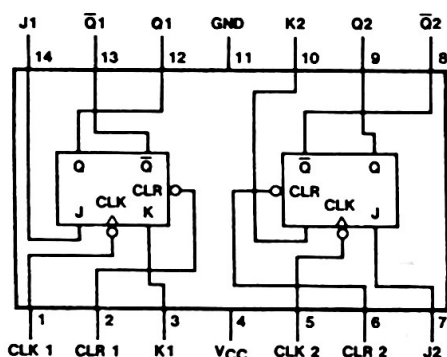 J1 Q̅1 Q1 GND K2 Q2 Q̅2
14 13 12 11 10 9 8
Q Q̅ Q̅ Q
CLR CLR
CLK CLK
J K J
1 2 3 4 5 6 7
CLK 1 CLR 1 K1 VCC CLK 2 CLR 2 J2